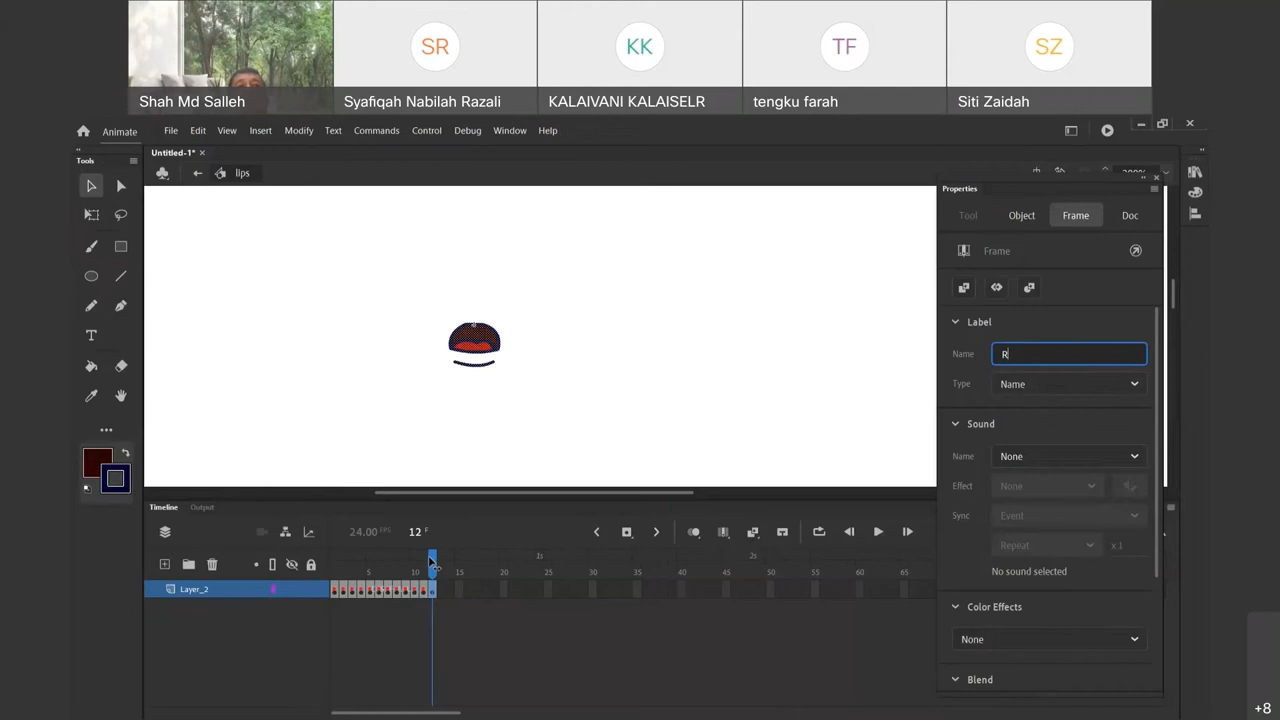 SR
KK
TF
SZ
Shah Md Salleh
Syafiqah Nabilah Razali
KALAIVANI KALAISELR
tengku farah
Siti Zaidah
Animate
File
Edit
View
Insert
Modify
Text
Commands
Control
Library
Debug
Window
Help
Untitled-1*
Tools
lips
Properties
Tool
Object
Frame
Doc
Frame
Label
Name
R
Type
Name
Sound
Name
None
Effect
None
Sync
Event
Repeat
x 1
No sound selected
Color Effects
None
Blend
Timeline
Output
24.00 FPS
12 F
1s
2s
5
10
15
20
25
30
35
40
45
50
55
60
65
Layer_2
+8